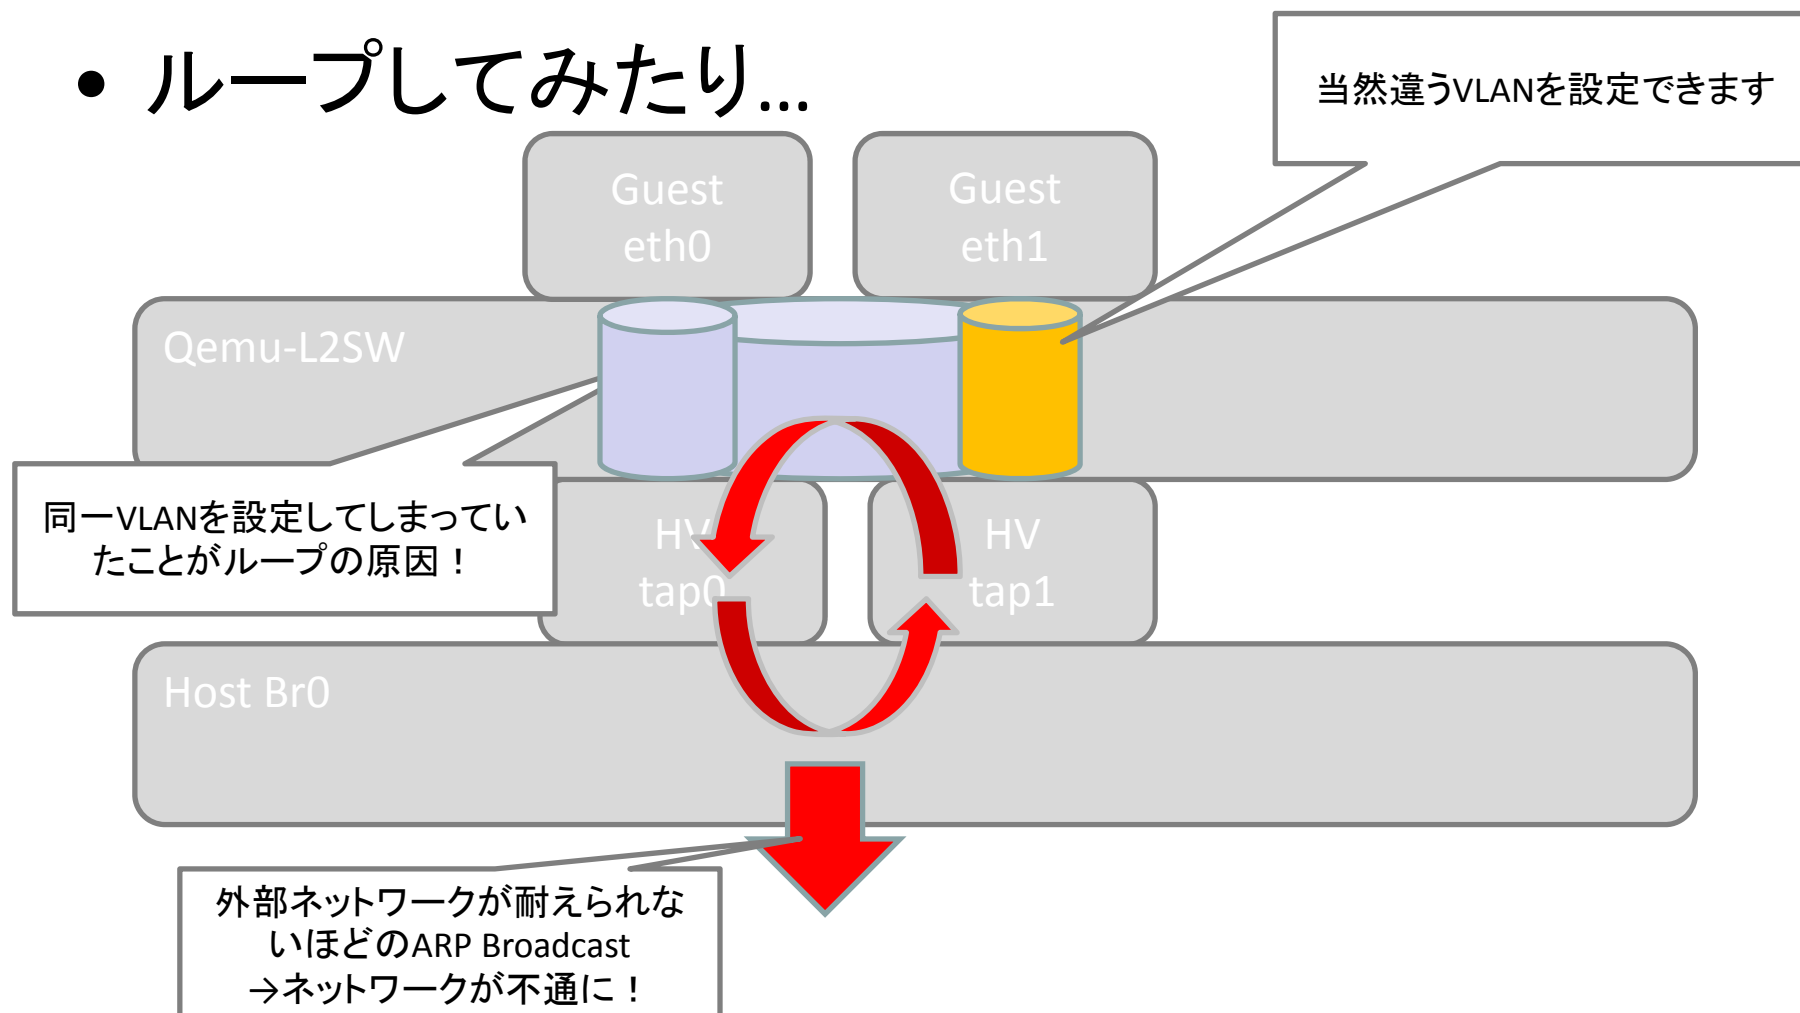 • ループしてみたり...
当然違うVLANを設定できます
Guest
eth0
Guest
eth1
Qemu-L2SW
同一VLANを設定してしまってい
たことがループの原因！
HV
tap0
HV
tap1
Host Br0
外部ネットワークが耐えられな
いほどのARP Broadcast
→ネットワークが不通に！